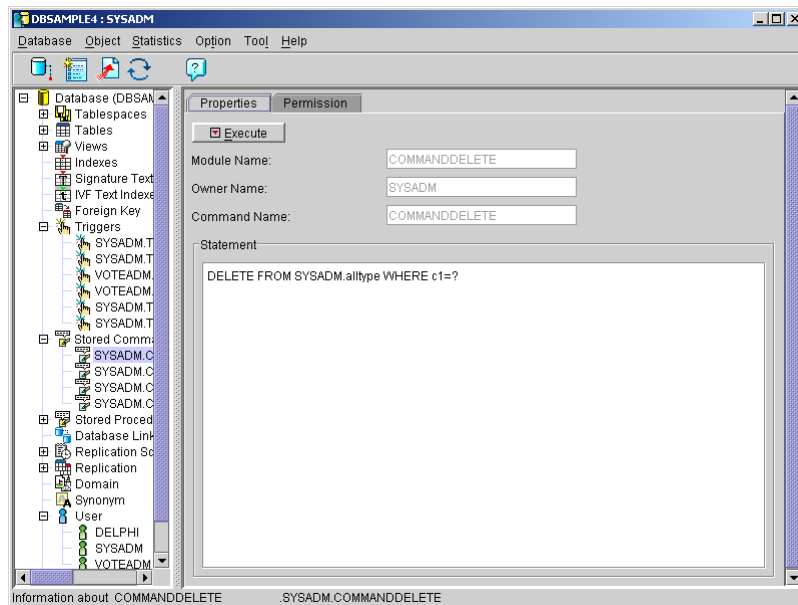 DBSAMPLE4 : SYSADM
Database Object Statistics Option Tool Help
Database (DBSAM
Tablespaces
Tables
Views
Indexes
Signature Text
IVF Text Indexe
Foreign Key
Triggers
SYSADM.T
SYSADM.T
VOTEADM.
VOTEADM.
SYSADM.T
SYSADM.T
Stored Comma
SYSADM.C
SYSADM.C
SYSADM.C
SYSADM.C
Stored Proced
Database Link
Replication Sc
Replication
Domain
Synonym
User
DELPHI
SYSADM
VOTEADM
Properties Permission
Execute
Module Name: COMMANDDELETE
Owner Name: SYSADM
Command Name: COMMANDDELETE
Statement
DELETE FROM SYSADM.alltype WHERE c1=?
Information about COMMANDDELETE .SYSADM.COMMANDDELETE